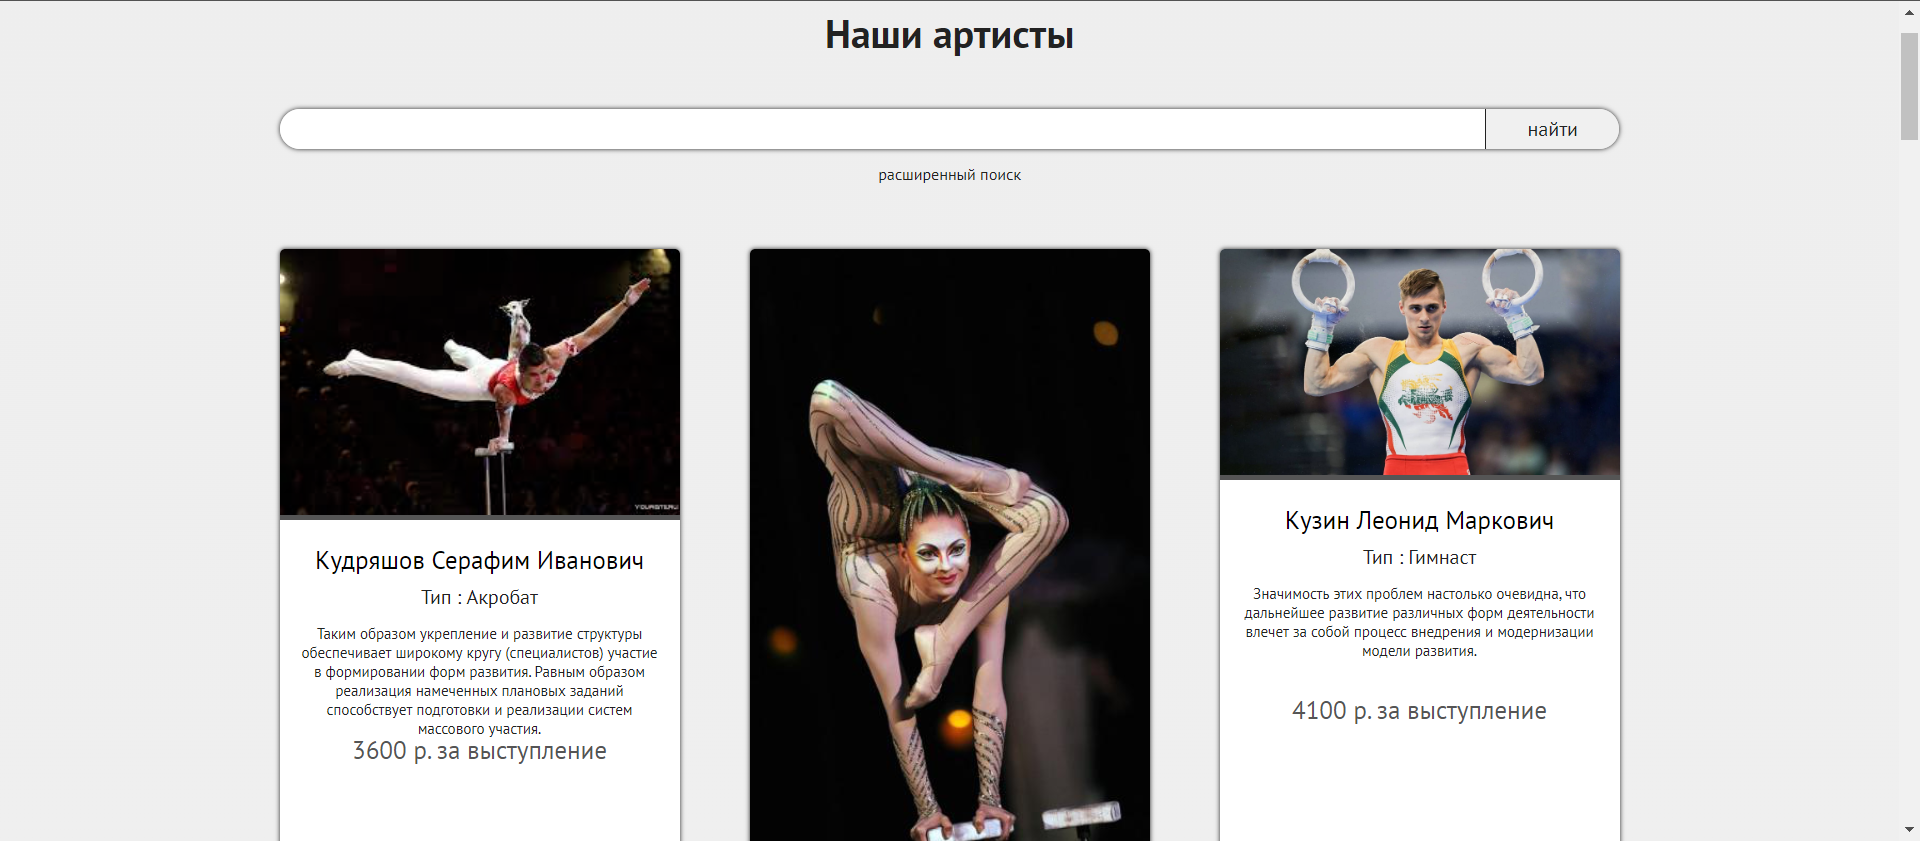 Наши артисты
найти
расширенный поиск
Кудряшов Серафим Иванович
Тип : Акробат
Таким образом укрепление и развитие структуры
обеспечивает широкому кругу (специалистов) участие
в формировании форм развития. Равным образом
реализация намеченных плановых заданий
способствует подготовки и реализации систем
массового участия.
3600 р. за выступление
Кузин Леонид Маркович
Тип : Гимнаст
Значимость этих проблем настолько очевидна, что
дальнейшее развитие различных форм деятельности
влечет за собой процесс внедрения и модернизации
модели развития.
4100 р. за выступление